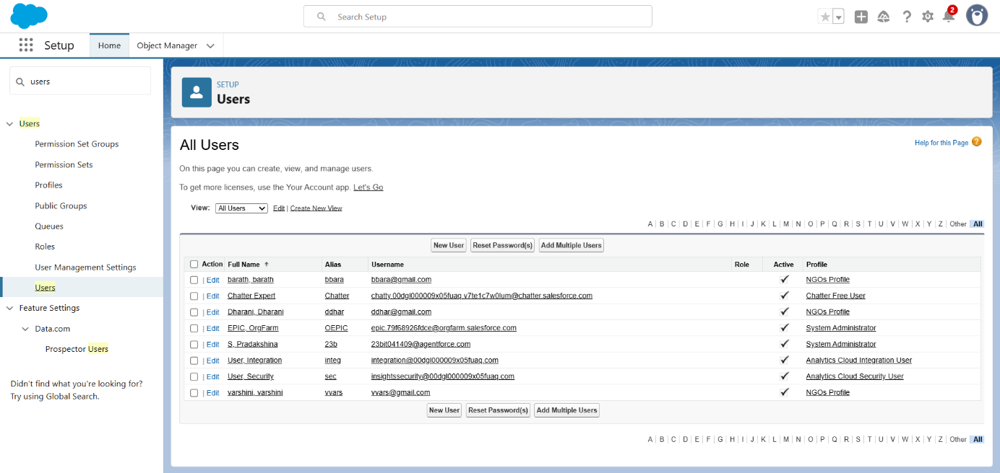 Search Setup
2
Setup
Home
Object Manager
users
Users
Permission Set Groups
Permission Sets
Profiles
Public Groups
Queues
Roles
User Management Settings
Users
Feature Settings
Data.com
Prospector Users
Didn't find what you're looking for?
Try using Global Search.
SETUP
Users
All Users
Help for this Page
On this page you can create, view, and manage users.
To get more licenses, use the Your Account app. Let's Go
View: All Users Edit | Create New View
A | B | C | D | E | F | G | H | I | J | K | L | M | N | O | P | Q | R | S | T | U | V | W | X | Y | Z | Other | All
New User Reset Password(s) Add Multiple Users
Action Full Name ↑ Alias Username Role Active Profile
| Edit barath, barath bbara bbara@gmail.com ✓ NGOs Profile
| Edit Chatter Expert Chatter chatty.00dgl000009x05fuaq.v7te1c7w0lum@chatter.salesforce.com ✓ Chatter Free User
| Edit Dharani, Dharani ddhar ddhar@gmail.com ✓ NGOs Profile
| Edit EPIC, OrgFarm OEPIC epic.79f68926fdce@orgfarm.salesforce.com ✓ System Administrator
| Edit S, Pradakshina 23b 23bit041409@agentforce.com ✓ System Administrator
| Edit User, Integration integ integration@00dgl000009x05fuaq.com ✓ Analytics Cloud Integration User
| Edit User, Security sec insightssecurity@00dgl000009x05fuaq.com ✓ Analytics Cloud Security User
| Edit varshini, varshini vvars vvars@gmail.com ✓ NGOs Profile
New User Reset Password(s) Add Multiple Users
A | B | C | D | E | F | G | H | I | J | K | L | M | N | O | P | Q | R | S | T | U | V | W | X | Y | Z | Other | All